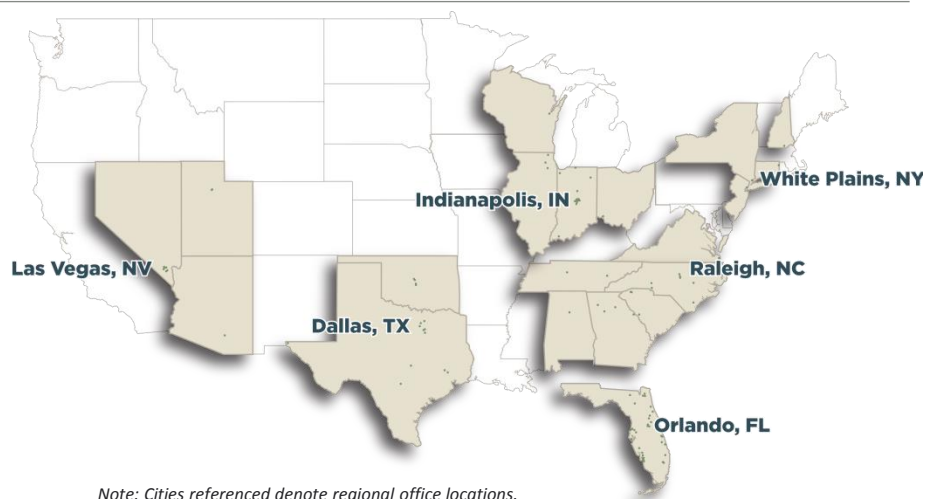 White Plains, NY
Indianapolis, IN
Las Vegas, NV
Raleigh, NC
Dallas, TX
Orlando, FL
Note: Cities referenced denote regional office locations.